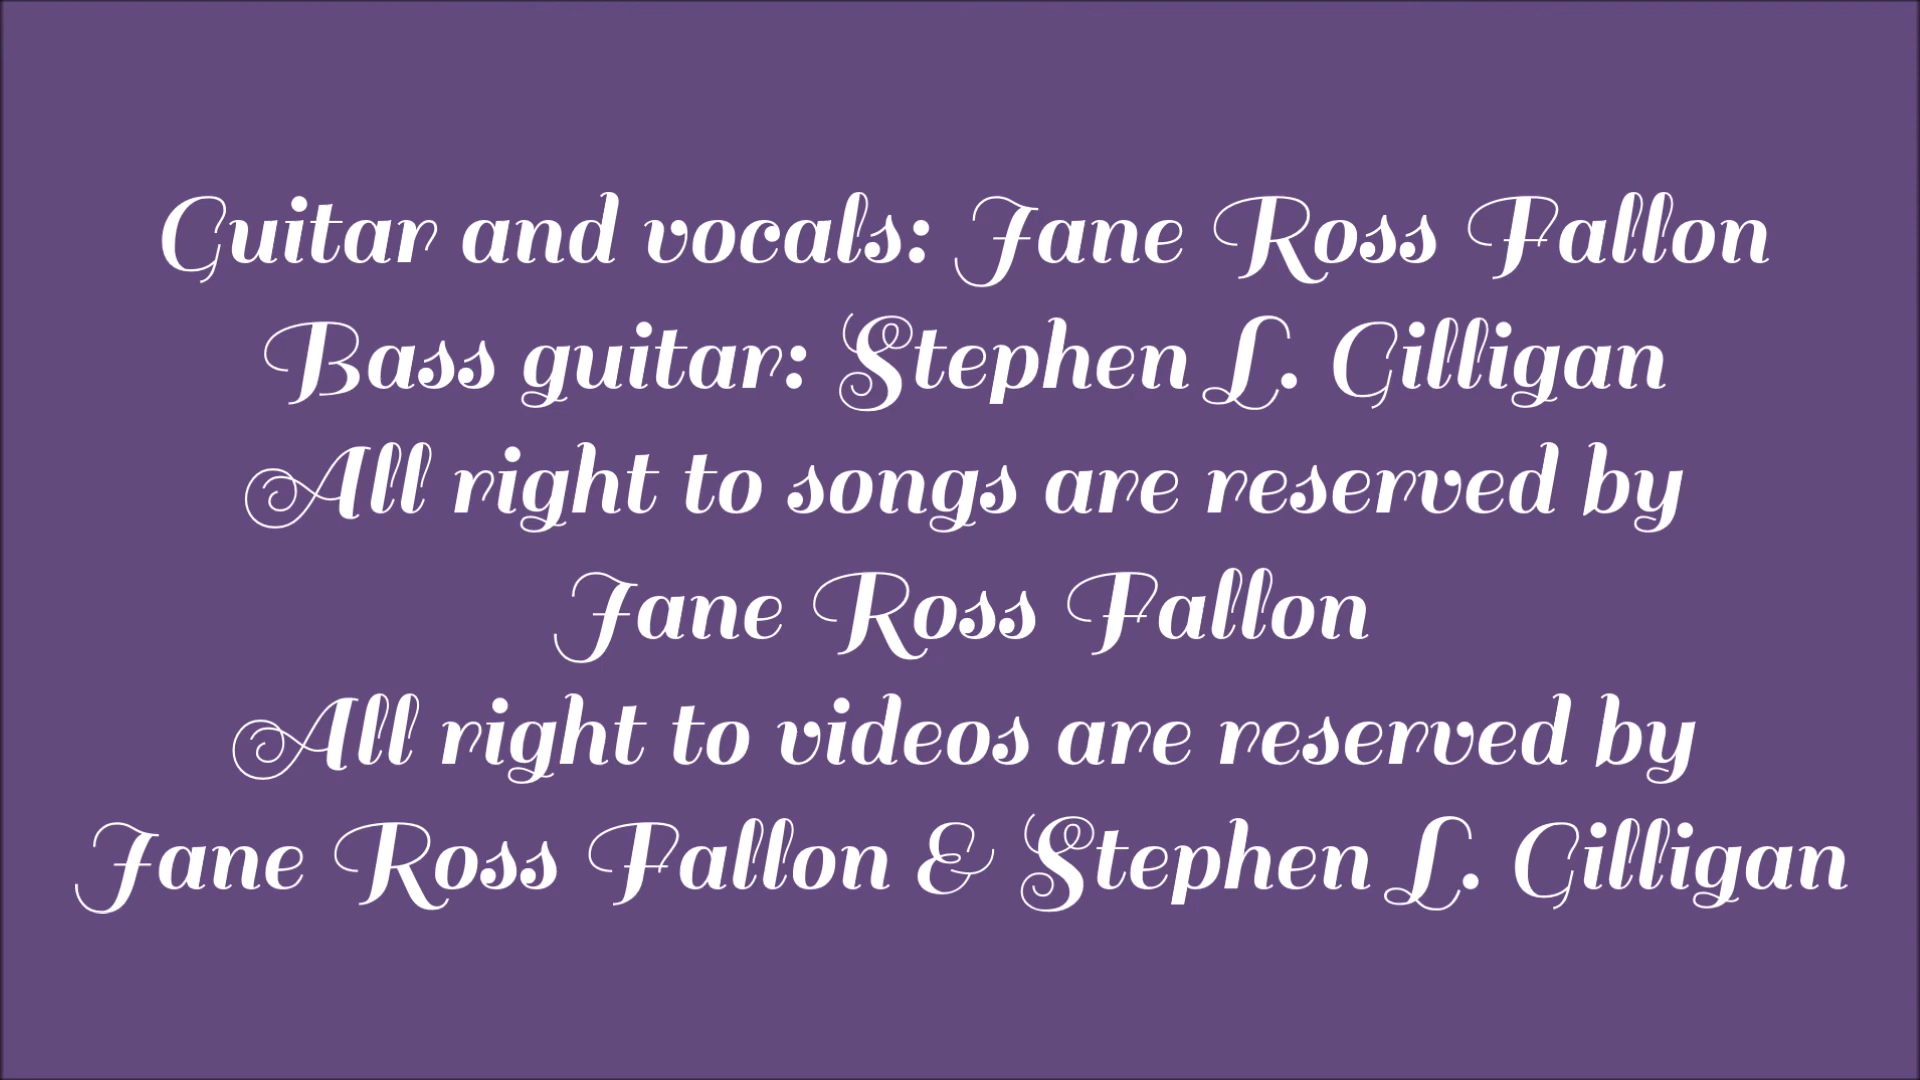 Guitar and vocals: Jane Ross Fallon
Bass guitar: Stephen L. Gilligan
All right to songs are reserved by
Jane Ross Fallon
All right to videos are reserved by
Jane Ross Fallon & Stephen L. Gilligan